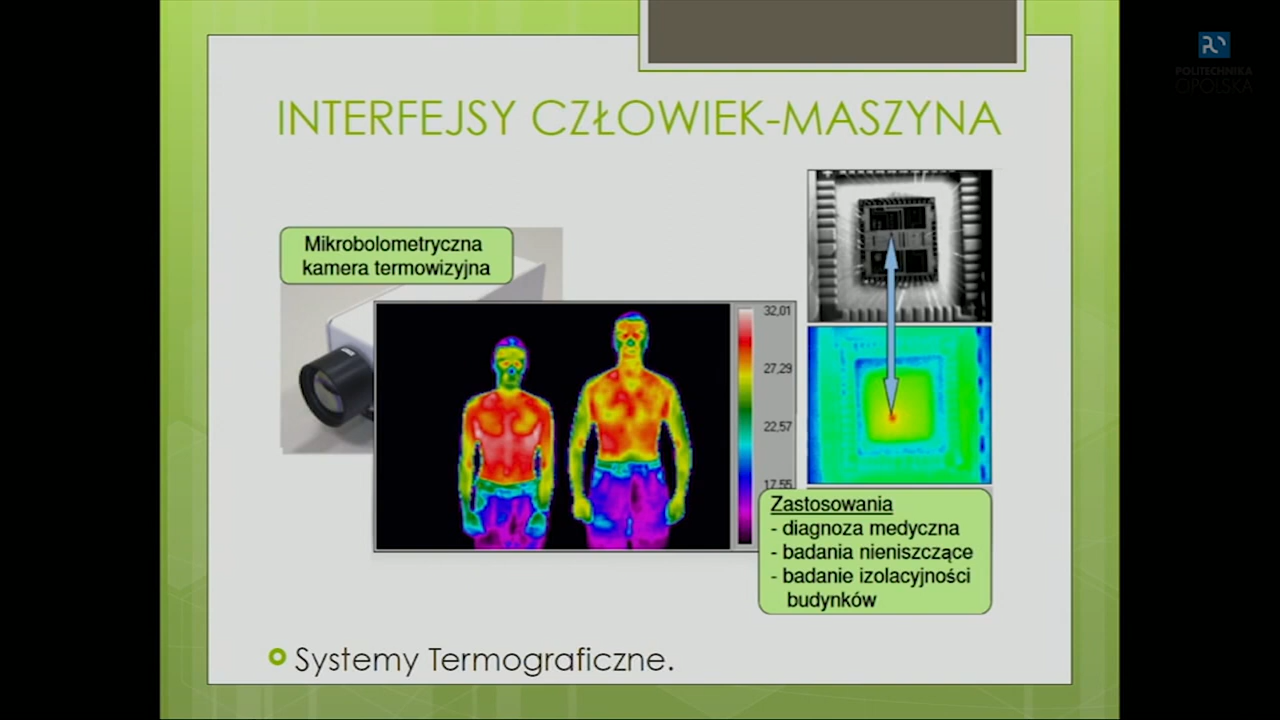 POLITECHNIKA
OPOLSKA
INTERFEJSY CZŁOWIEK-MASZYNA
Mikrobolometryczna
kamera termowizyjna
32,01
27,29
22,57
17,55
Zastosowania
- diagnoza medyczna
- badania nieniszczące
- badanie izolacyjności
budynków
Systemy Termograficzne.